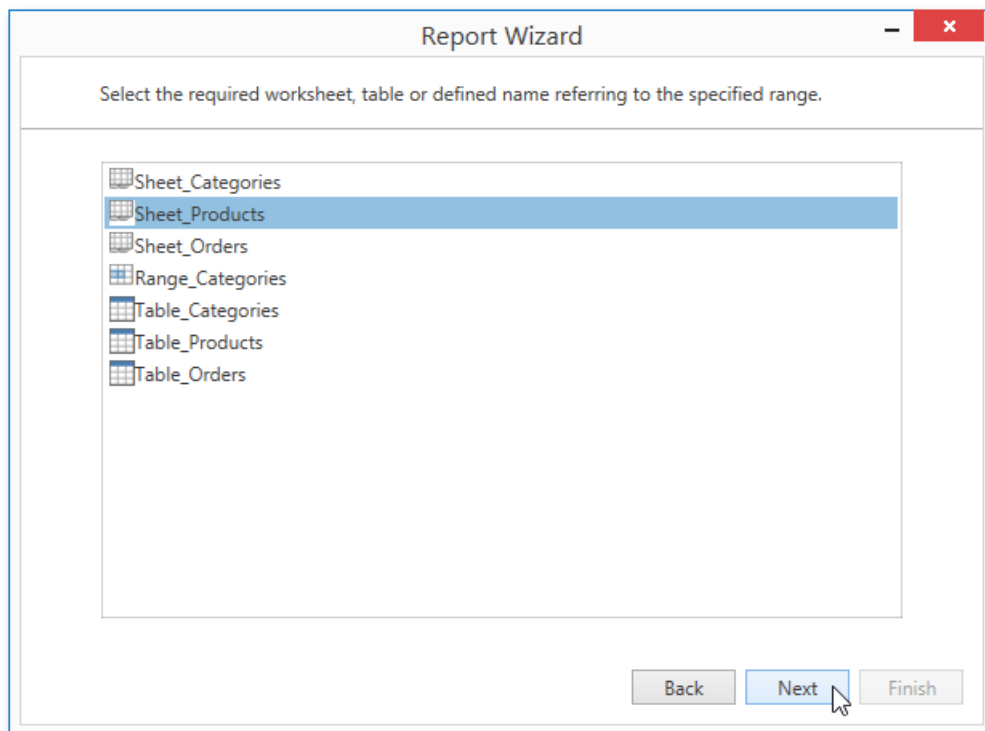 Report Wizard
Select the required worksheet, table or defined name referring to the specified range.
Sheet_Categories
Sheet_Products
Sheet_Orders
Range_Categories
Table_Categories
Table_Products
Table_Orders
Back Next Finish